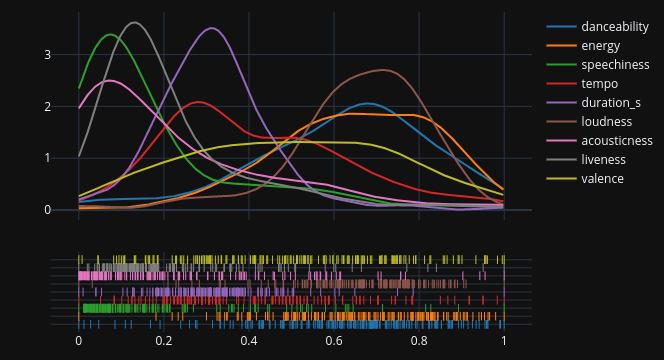 3
2
1
0
danceability
energy
speechiness
tempo
duration_s
loudness
acousticness
liveness
valence
0 0.2 0.4 0.6 0.8 1